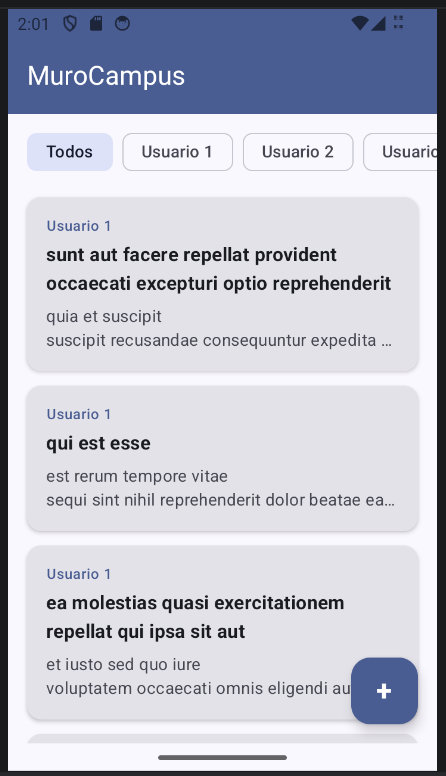 2:01
MuroCampus
Todos
Usuario 1
Usuario 2
Usuario
Usuario 1
sunt aut facere repellat provident
occaecati excepturi optio reprehenderit
quia et suscipit
suscipit recusandae consequuntur expedita ...
Usuario 1
qui est esse
est rerum tempore vitae
sequi sint nihil reprehenderit dolor beatae ea...
Usuario 1
ea molestias quasi exercitationem
repellat qui ipsa sit aut
et iusto sed quo iure
voluptatem occaecati omnis eligendi au
+